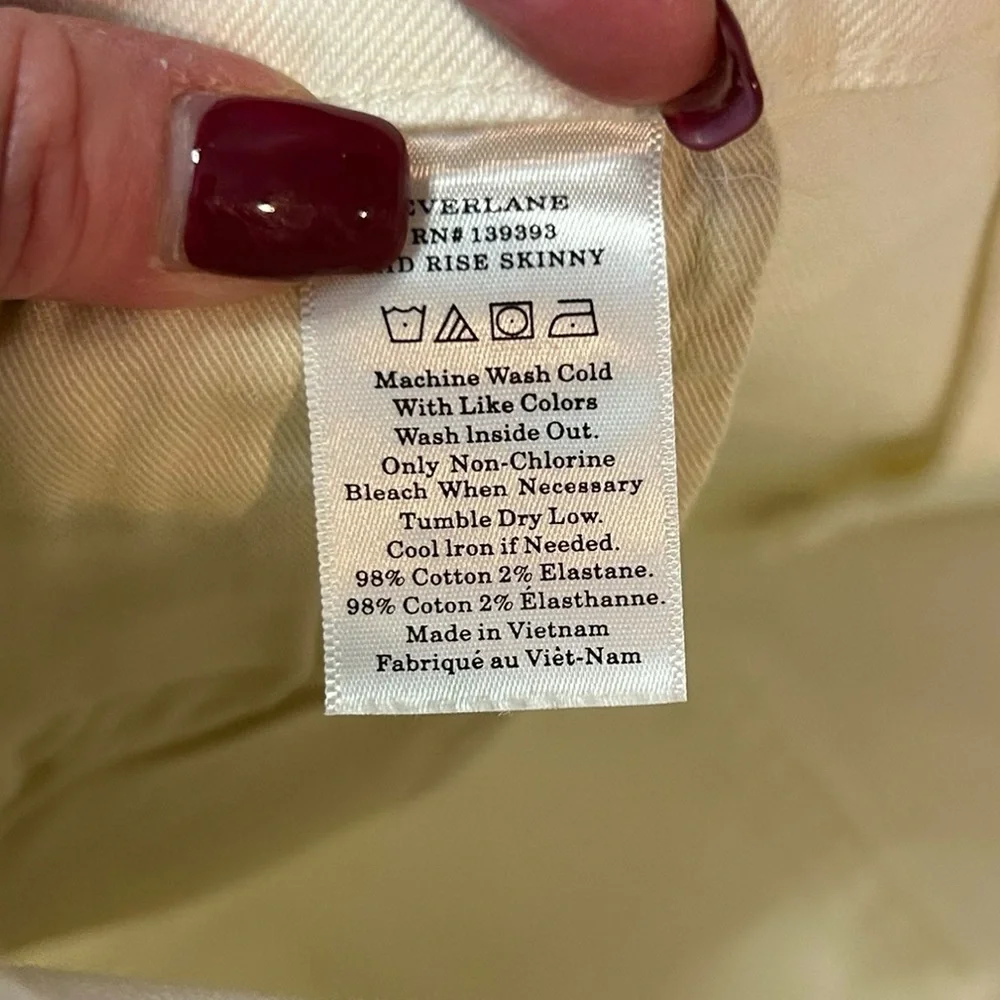 EVERLANE
RN# 139393
RISE SKINNY
Machine Wash Cold
With Like Colors
Wash Inside Out.
Only Non-Chlorine
Bleach When Necessary
Tumble Dry Low.
Cool Iron if Needed.
98% Cotton 2% Elastane.
98% Coton 2% Élasthanne.
Made in Vietnam
Fabriqué au Viêt-Nam